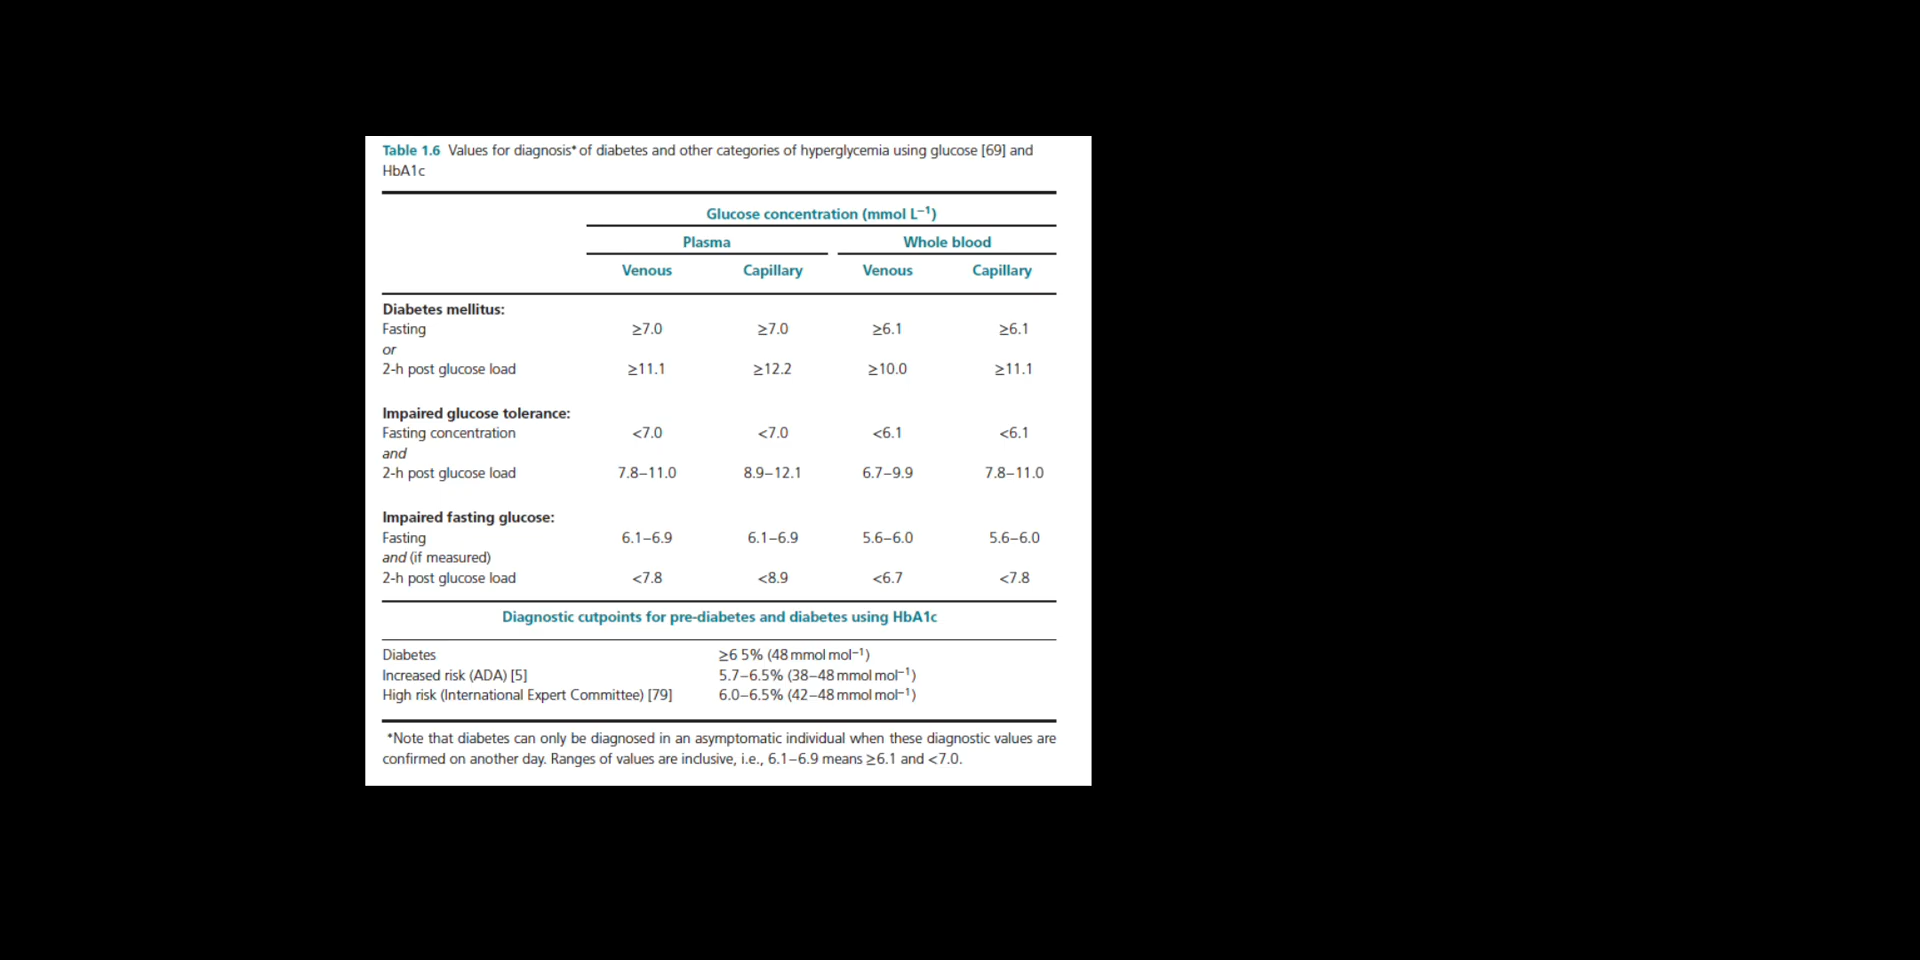 Table 1.6 Values for diagnosis* of diabetes and other categories of hyperglycemia using glucose [69] and
HbA1c
Glucose concentration (mmol L⁻¹)
Plasma Whole blood
Venous Capillary Venous Capillary
Diabetes mellitus:
Fasting ≥7.0 ≥7.0 ≥6.1 ≥6.1
or
2-h post glucose load ≥11.1 ≥12.2 ≥10.0 ≥11.1
Impaired glucose tolerance:
Fasting concentration <7.0 <7.0 <6.1 <6.1
and
2-h post glucose load 7.8–11.0 8.9–12.1 6.7–9.9 7.8–11.0
Impaired fasting glucose:
Fasting 6.1–6.9 6.1–6.9 5.6–6.0 5.6–6.0
and (if measured)
2-h post glucose load <7.8 <8.9 <6.7 <7.8
Diagnostic cutpoints for pre-diabetes and diabetes using HbA1c
Diabetes ≥6 5% (48 mmol mol⁻¹)
Increased risk (ADA) [5] 5.7–6.5% (38–48 mmol mol⁻¹)
High risk (International Expert Committee) [79] 6.0–6.5% (42–48 mmol mol⁻¹)
*Note that diabetes can only be diagnosed in an asymptomatic individual when these diagnostic values are
confirmed on another day. Ranges of values are inclusive, i.e., 6.1–6.9 means ≥6.1 and <7.0.